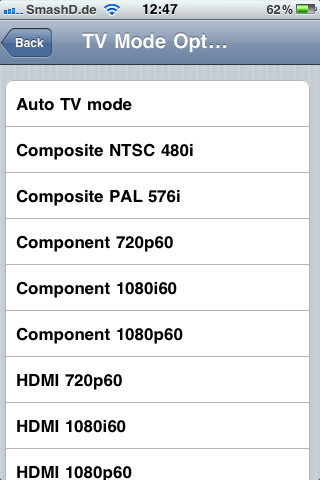 SmashD.de 12:47 62%
Back TV Mode Opt...
Auto TV mode
Composite NTSC 480i
Composite PAL 576i
Component 720p60
Component 1080i60
Component 1080p60
HDMI 720p60
HDMI 1080i60
HDMI 1080p60